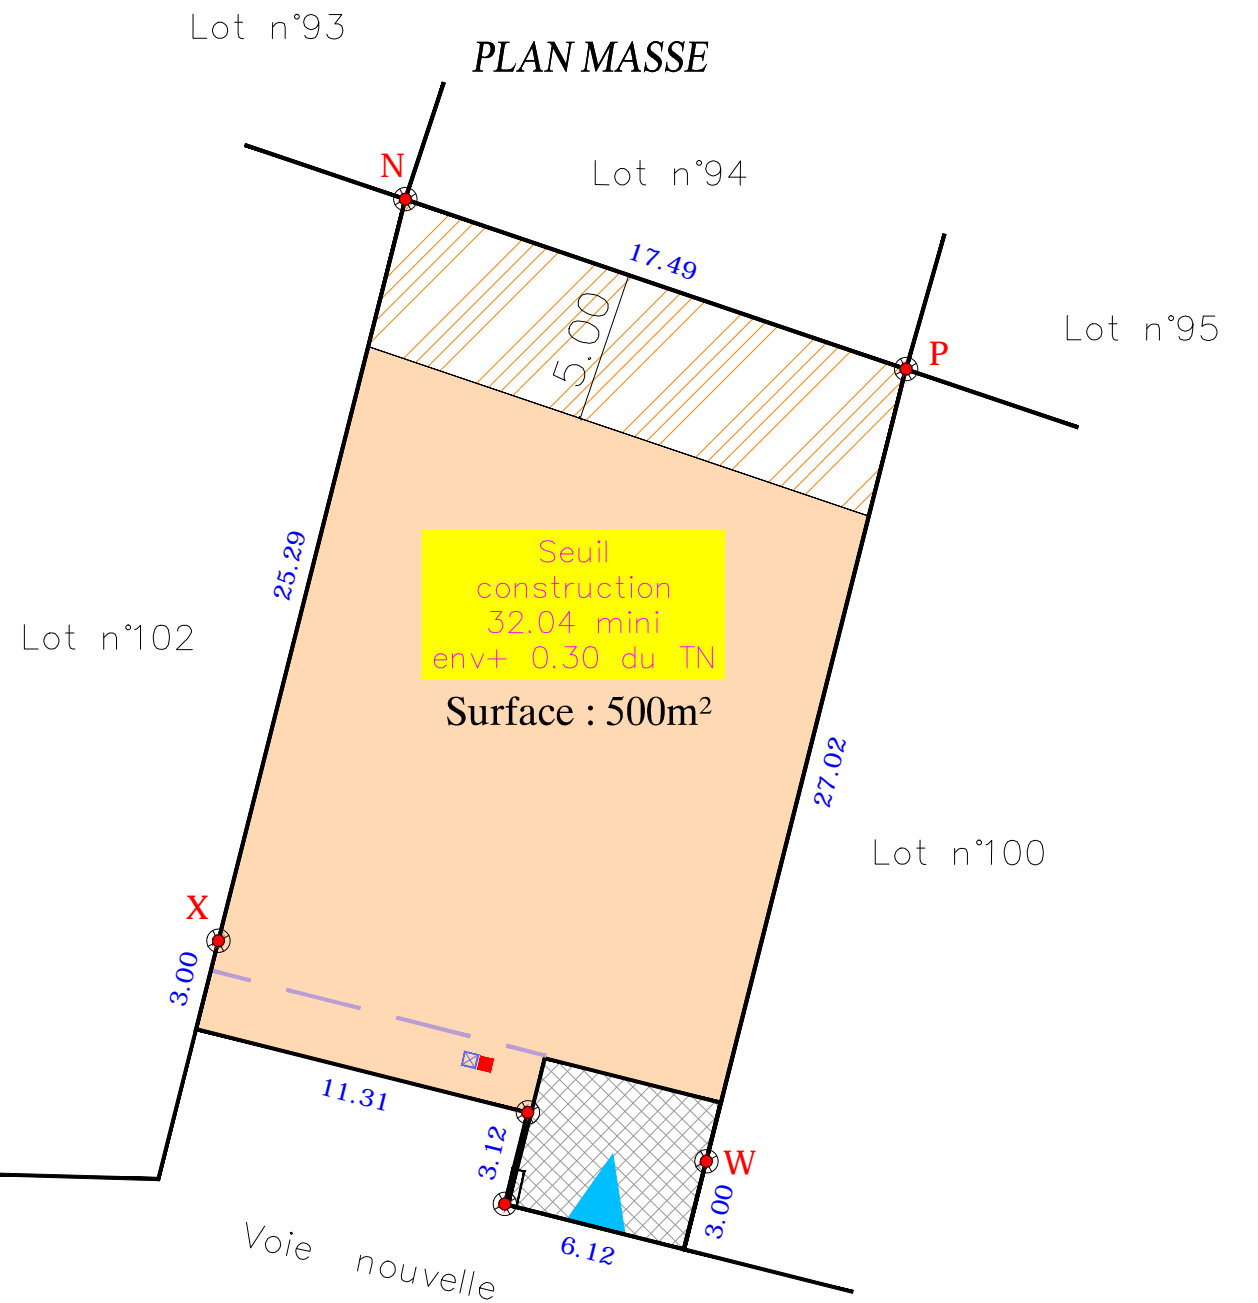 Lot n°93
PLAN MASSE
N
Lot n°94
17.49
Lot n°95
P
5.00
25.29
Seuil
construction
32.04 mini
env+ 0.30 du TN
Lot n°102
Surface : 500m²
27.02
Lot n°100
X
3.00
11.31
3.12
W
3.00
6.12
Voie nouvelle